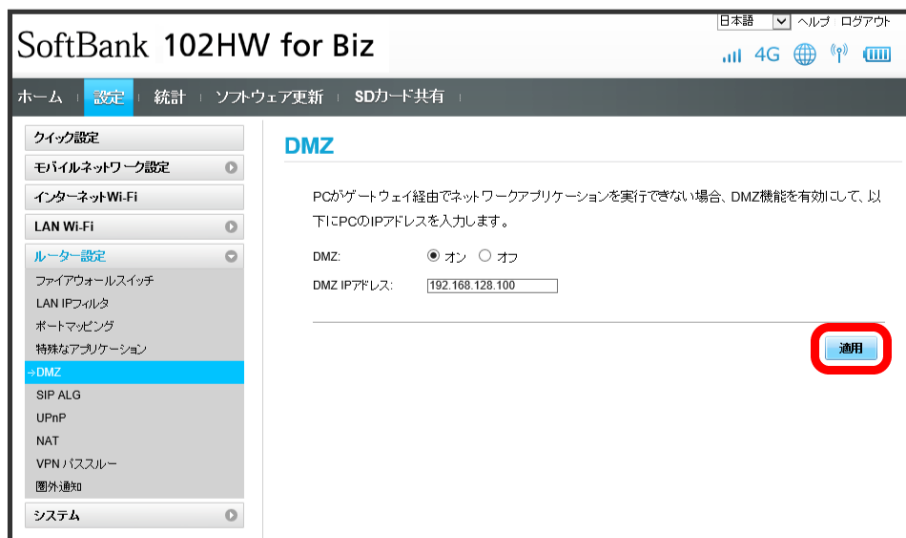 日本語 ヘルプ ログアウト
SoftBank 102HW for Biz
4G
ホーム 設定 統計 ソフトウェア更新 SDカード共有
クイック設定
モバイルネットワーク設定
インターネットWi-Fi
LAN Wi-Fi
ルーター設定
ファイアウォールスイッチ
LAN IPフィルタ
ポートマッピング
特殊なアプリケーション
→DMZ
SIP ALG
UPnP
NAT
VPN パススルー
圏外通知
システム
DMZ
PCがゲートウェイ経由でネットワークアプリケーションを実行できない場合、DMZ機能を有効にして、以
下にPCのIPアドレスを入力します。
DMZ: オン オフ
DMZ IPアドレス: 192.168.128.100
適用